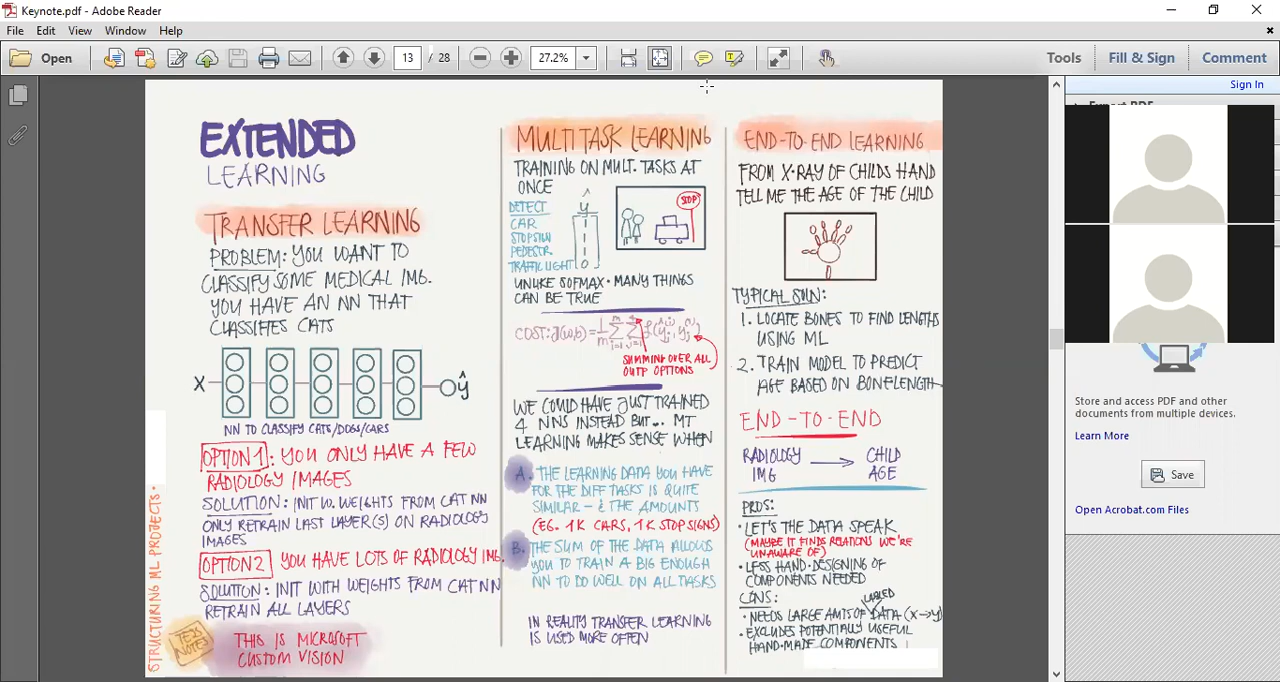 Keynote.pdf - Adobe Reader
File Edit View Window Help
Open
13 / 28
27.2%
Tools
Fill & Sign
Comment
Sign In
EXTENDED
LEARNING
TRANSFER LEARNING
PROBLEM: YOU WANT TO
CLASSIFY SOME MEDICAL IMG.
YOU HAVE AN NN THAT
CLASSIFIES CATS
X
ŷ
NN TO CLASSIFY CATS/DOGS/CARS
OPTION 1: YOU ONLY HAVE A FEW
RADIOLOGY IMAGES
SOLUTION: INIT W. WEIGHTS FROM CAT NN
ONLY RETRAIN LAST LAYER(S) ON RADIOLOGY
IMAGES
OPTION 2 YOU HAVE LOTS OF RADIOLOGY IMG.
SOLUTION: INIT WITH WEIGHTS FROM CAT NN
RETRAIN ALL LAYERS
THIS IS MICROSOFT
CUSTOM VISION
STRUCTURING ML PROJECTS.
TESS
NOTES
MULTITASK LEARNING
TRAINING ON MULT. TASKS AT
ONCE
DETECT
CAR
STOPSIGN
PEDESTR.
TRAFFIC LIGHT
ŷ
STOP
UNLIKE SOFMAX · MANY THINGS
CAN BE TRUE
COST:
SUMMING OVER ALL
OUTP OPTIONS
WE COULD HAVE JUST TRAINED
4 NNS INSTEAD BUT... MT
LEARNING MAKES SENSE WHEN
A. THE LEARNING DATA YOU HAVE
FOR THE DIFF TASKS IS QUITE
SIMILAR - & THE AMOUNTS
(EG. 1K CARS, 1K STOPSIGNS)
B. THE SUM OF THE DATA ALLOWS
YOU TO TRAIN A BIG ENOUGH
NN TO DO WELL ON ALL TASKS
IN REALITY TRANSFER LEARNING
IS USED MORE OFTEN
END-TO-END LEARNING
FROM X-RAY OF CHILDS HAND
TELL ME THE AGE OF THE CHILD
TYPICAL SOLN:
1. LOCATE BONES TO FIND LENGTHS
USING ML
2. TRAIN MODEL TO PREDICT
AGE BASED ON BONELENGTH
END-TO-END
RADIOLOGY
IMG
CHILD
AGE
PROS:
· LET'S THE DATA SPEAK
(MAYBE IT FINDS RELATIONS WE'RE
UNAWARE OF)
· LESS HAND-DESIGNING OF
COMPONENTS NEEDED
CONS:
LABLED
· NEEDS LARGE AMTS OF DATA (X→y)
· EXCLUDES POTENTIALLY USEFUL
HAND-MADE COMPONENTS
Store and access PDF and other
documents from multiple devices.
Learn More
Save
Open Acrobat.com Files